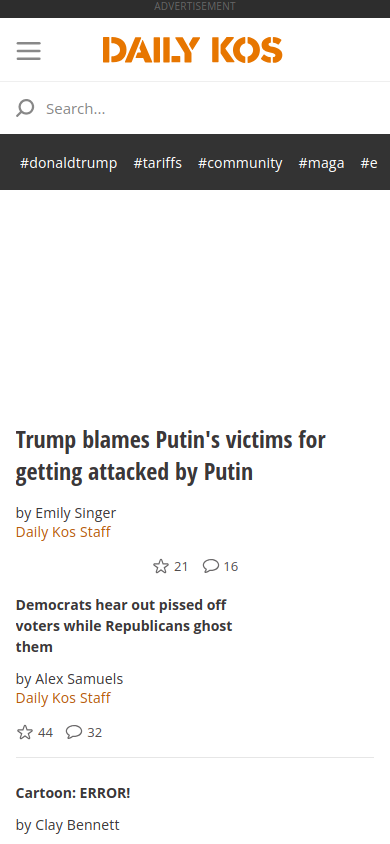 ADVERTISEMENT
DAILY KOS
Search...
#donaldtrump #tariffs #community #maga #e
Trump blames Putin's victims for
getting attacked by Putin
by Emily Singer
Daily Kos Staff
21 16
Democrats hear out pissed off
voters while Republicans ghost
them
by Alex Samuels
Daily Kos Staff
44 32
Cartoon: ERROR!
by Clay Bennett